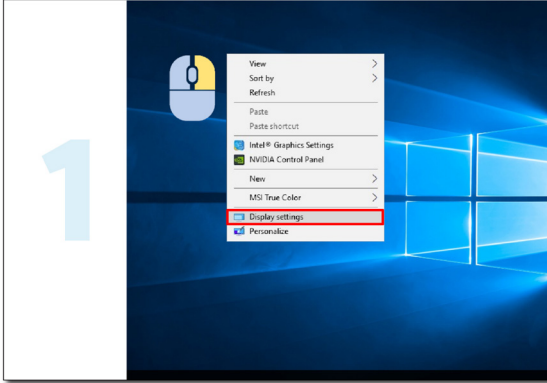 1
View
Sort by
Refresh
Paste
Paste shortcut
Intel® Graphics Settings
NVIDIA Control Panel
New
MSI True Color
Display settings
Personalize